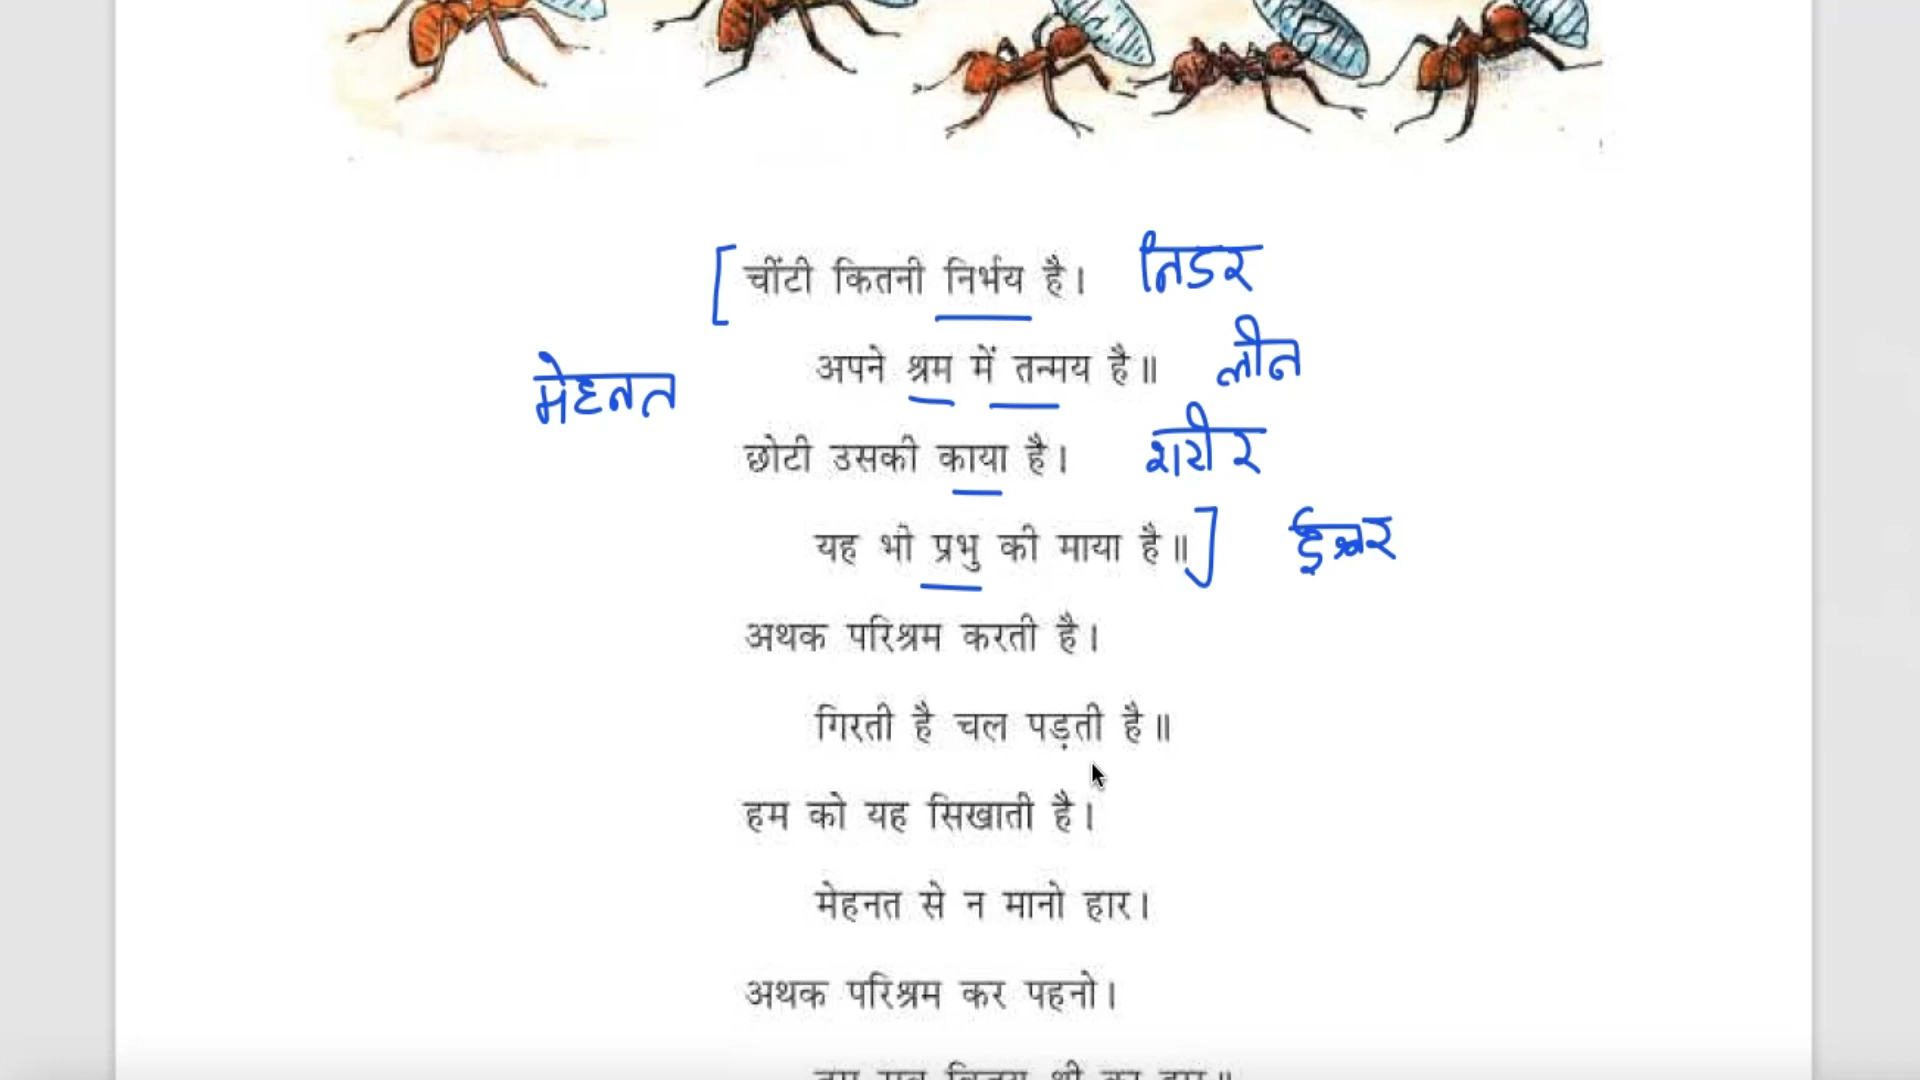 चींटी कितनी निर्भय है। निडर
अपने श्रम में तन्मय है॥ लीन
मेहनत
छोटी उसकी काया है। शरीर
यह भी प्रभु की माया है॥ ईश्वर
अथक परिश्रम करती है।
गिरती है चल पड़ती है॥
हम को यह सिखाती है।
मेहनत से न मानो हार।
अथक परिश्रम कर पहनो।